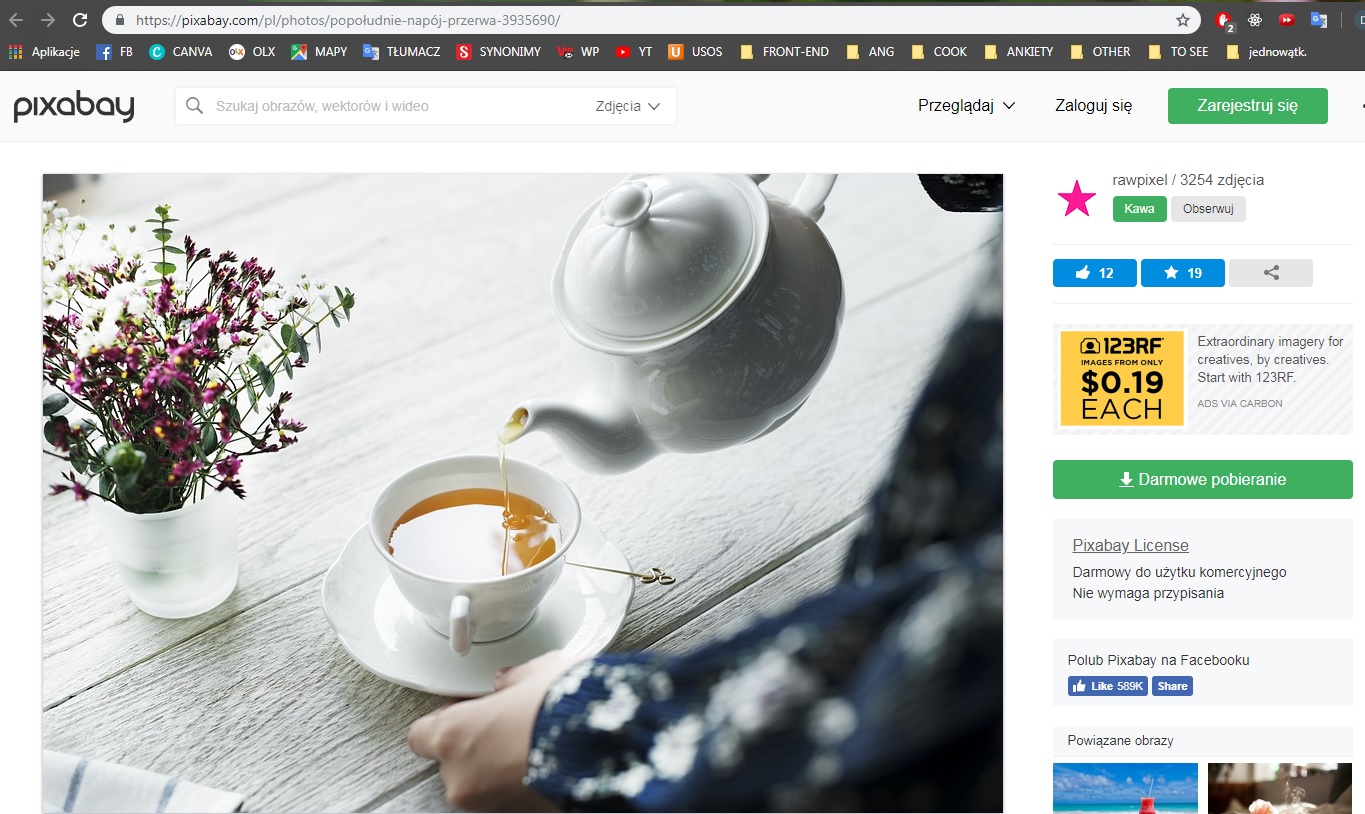 https://pixabay.com/pl/photos/popołudnie-napój-przerwa-3935690/
2
Aplikacje FB CANVA OLX OLX MAPY TŁUMACZ S SYNONIMY WP YT U USOS FRONT-END ANG COOK ANKIETY OTHER TO SEE jednowątk.
pixabay
Szukaj obrazów, wektorów i wideo
Zdjęcia
Przeglądaj
Zaloguj się
Zarejestruj się
rawpixel / 3254 zdjęcia
Kawa
Obserwuj
12
19
123RF
IMAGES FROM ONLY
$0.19
EACH
Extraordinary imagery for
creatives, by creatives.
Start with 123RF.
ADS VIA CARBON
Darmowe pobieranie
Pixabay License
Darmowy do użytku komercyjnego
Nie wymaga przypisania
Polub Pixabay na Facebooku
Like 589K
Share
Powiązane obrazy